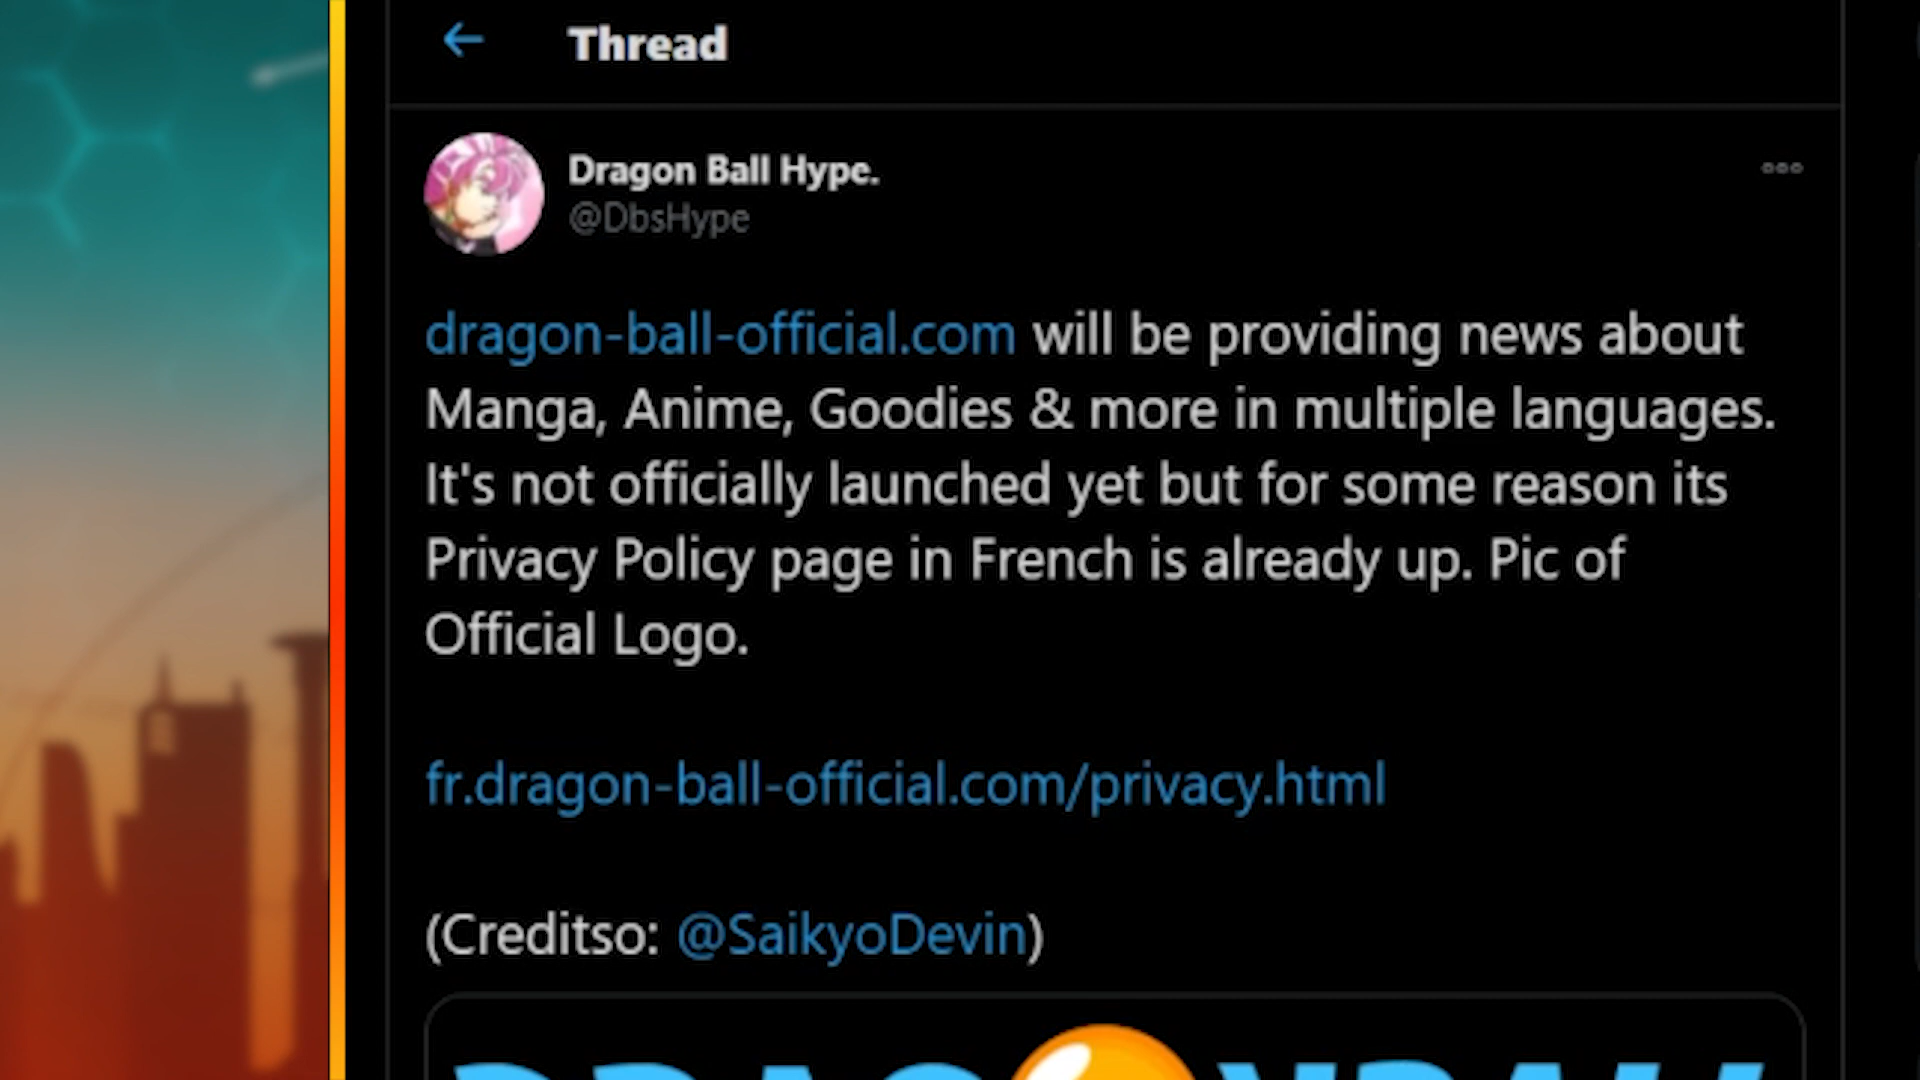 Thread
Dragon Ball Hype.
@DbsHype
dragon-ball-official.com will be providing news about
Manga, Anime, Goodies & more in multiple languages.
It's not officially launched yet but for some reason its
Privacy Policy page in French is already up. Pic of
Official Logo.
fr.dragon-ball-official.com/privacy.html
(Creditso: @SaikyoDevin)